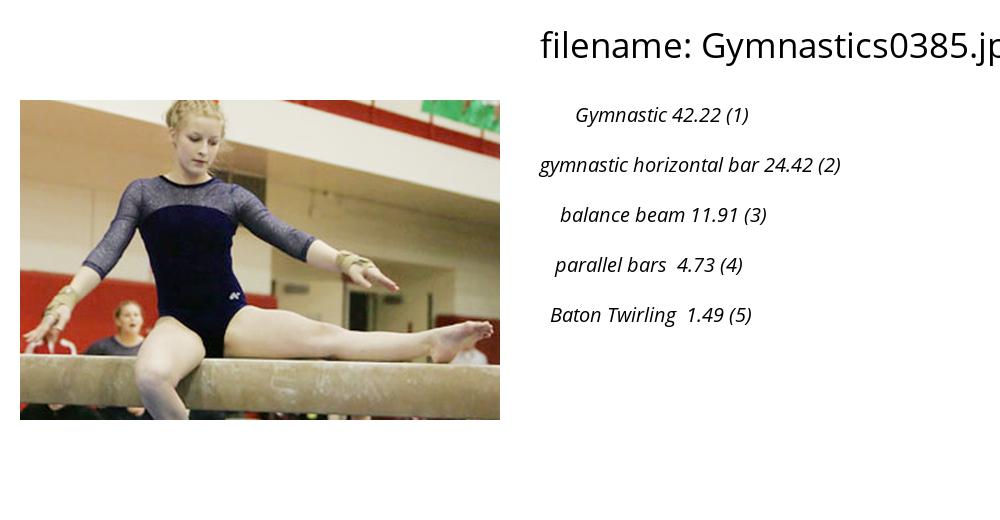 filename: Gymnastics0385.jp
Gymnastic 42.22 (1)
gymnastic horizontal bar 24.42 (2)
balance beam 11.91 (3)
parallel bars  4.73 (4)
Baton Twirling  1.49 (5)